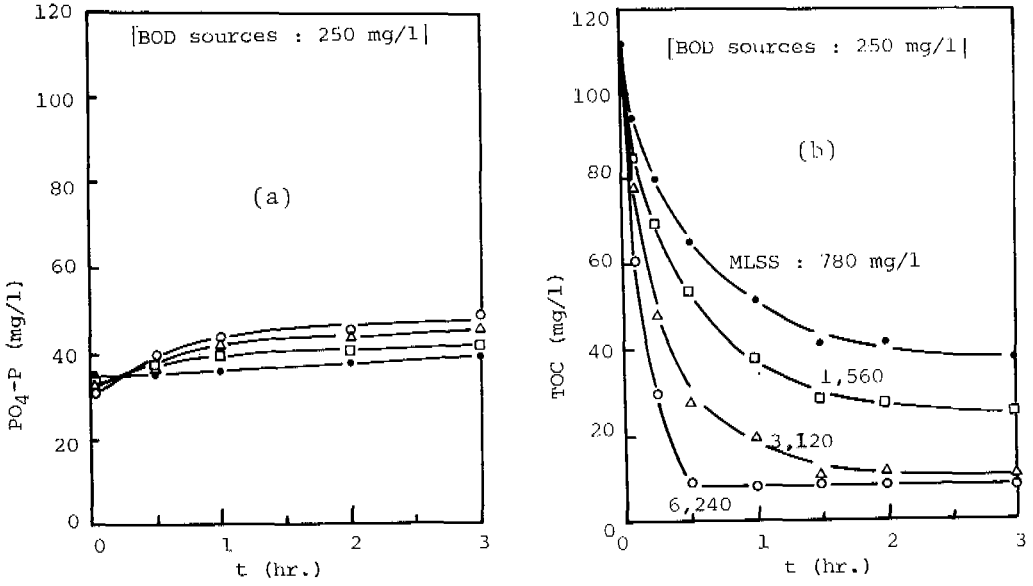 120
100
80
60
40
20
0
PO4-P (mg/l)
[BOD sources : 250 mg/l]
(a)
0
1
2
3
t (hr.)
120
100
80
60
40
20
0
TOC (mg/l)
[BOD sources : 250 mg/l]
(b)
MLSS : 780 mg/l
1,560
3,120
6,240
0
1
2
3
t (hr.)